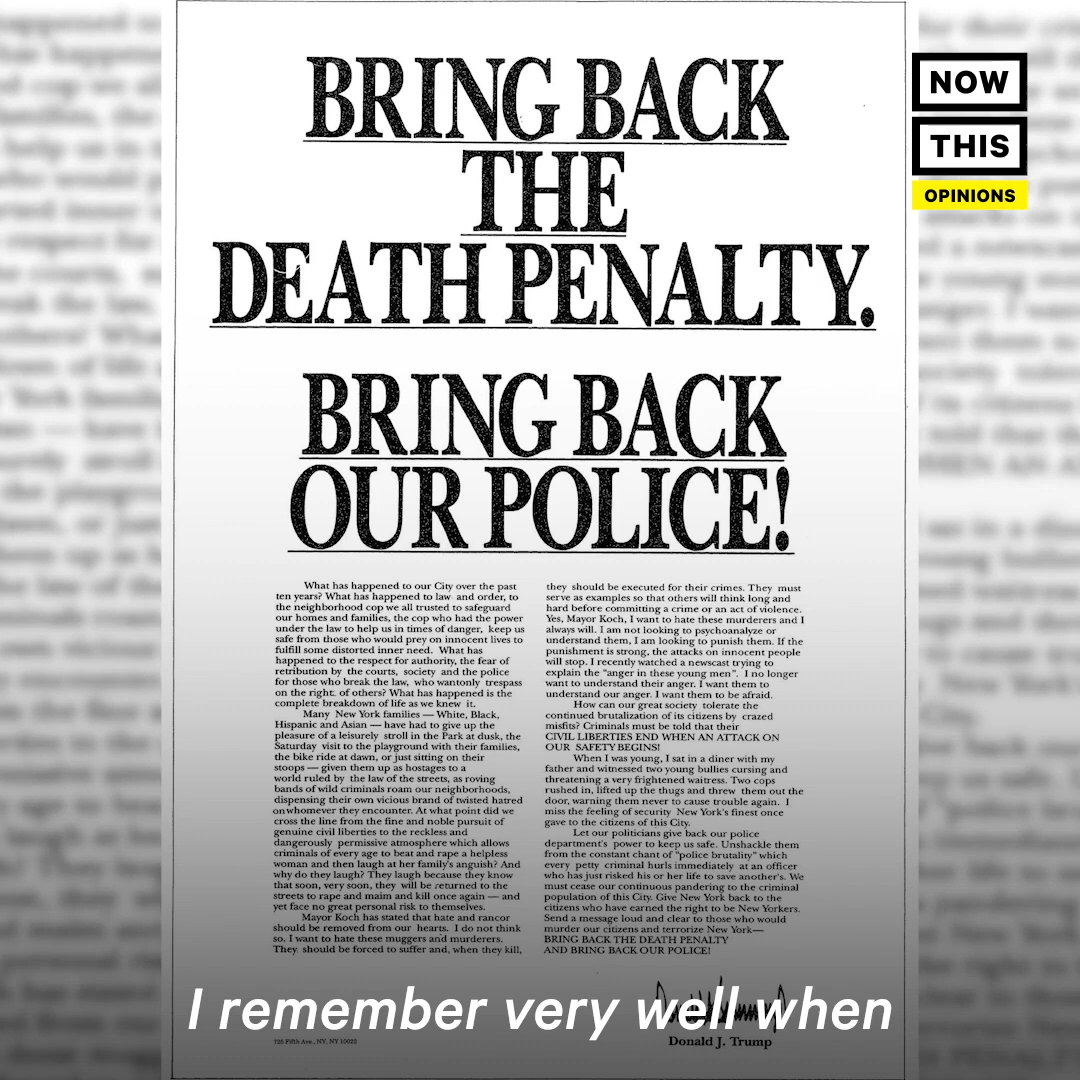 BRING BACK
THE
DEATH PENALTY.
BRING BACK
OUR POLICE!
NOW
THIS
OPINIONS
What has happened to our City over the past
ten years? What has happened to law and order, to
the neighborhood cop we all trusted to safeguard
our homes and families, the cop who had the power
under the law to help us in times of danger, keep us
safe from those who would prey on innocent lives to
fulfill some distorted inner need. What has
happened to the respect for authority, the fear of
retribution by the courts, society and the police
for those who break the law, who wantonly trespass
on the right. of others? What has happened is the
complete breakdown of life as we knew it.
Many New York families — White, Black,
Hispanic and Asian — have had to give up the
pleasure of a leisurely stroll in the Park at dusk, the
Saturday visit to the playground with their families,
the bike ride at dawn, or just sitting on their
stoops — given them up as hostages to a
world ruled by the law of the streets, as roving
bands of wild criminals roam our neighborhoods,
dispensing their own vicious brand of twisted hatred
on whomever they encounter. At what point did we
cross the line from the fine and noble pursuit of
genuine civil liberties to the reckless and
dangerously permissive atmosphere which allows
criminals of every age to beat and rape a helpless
woman and then laugh at her family's anguish? And
why do they laugh? They laugh because they know
that soon, very soon, they will be returned to the
streets to rape and maim and kill once again — and
yet face no great personal risk to themselves.
Mayor Koch has stated that hate and rancor
should be removed from our hearts. I do not think
so. I want to hate these muggers and murderers.
They should be forced to suffer and, when they kill,
they should be executed for their crimes. They must
serve as examples so that others will think long and
hard before committing a crime or an act of violence.
Yes, Mayor Koch, I want to hate these murderers and I
always will. I am not looking to psychoanalyze or
understand them, I am looking to punish them. If the
punishment is strong, the attacks on innocent people
will stop. I recently watched a newscast trying to
explain the "anger in these young men". I no longer
want to understand their anger. I want them to
understand our anger. I want them to be afraid.
How can our great society tolerate the
continued brutalization of its citizens by crazed
misfits? Criminals must be told that their
CIVIL LIBERTIES END WHEN AN ATTACK ON
OUR SAFETY BEGINS!
When I was young, I sat in a diner with my
father and witnessed two young bullies cursing and
threatening a very frightened waitress. Two cops
rushed in, lifted up the thugs and threw them out the
door, warning them never to cause trouble again. I
miss the feeling of security New York's finest once
gave to the citizens of this City.
Let our politicians give back our police
department's power to keep us safe. Unshackle them
from the constant chant of "police brutality" which
every petty criminal hurls immediately at an officer
who has just risked his or her life to save another's. We
must cease our continuous pandering to the criminal
population of this City. Give New York back to the
citizens who have earned the right to be New Yorkers.
Send a message loud and clear to those who would
murder our citizens and terrorize New York—
BRING BACK THE DEATH PENALTY
AND BRING BACK OUR POLICE!
I remember very well when
725 Fifth Ave., NY, NY 10022
Donald J. Trump